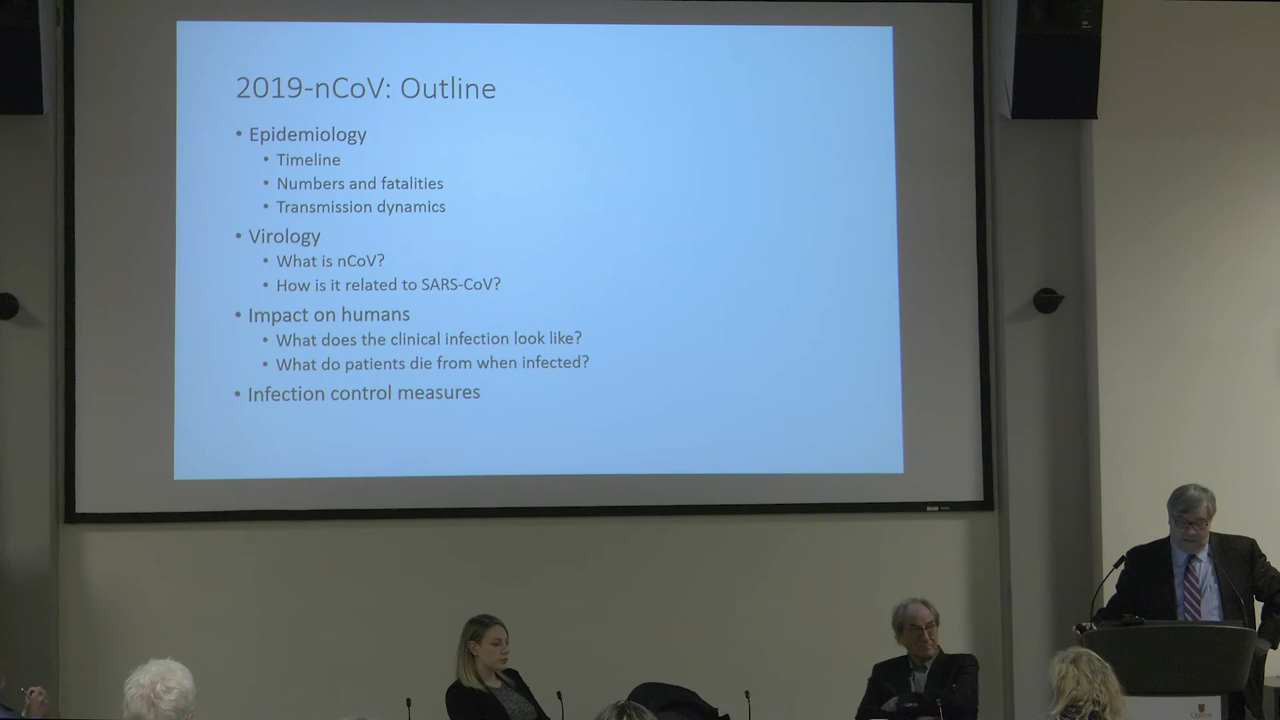 2019-nCoV: Outline
• Epidemiology
• Timeline
• Numbers and fatalities
• Transmission dynamics
• Virology
• What is nCoV?
• How is it related to SARS-CoV?
• Impact on humans
• What does the clinical infection look like?
• What do patients die from when infected?
• Infection control measures